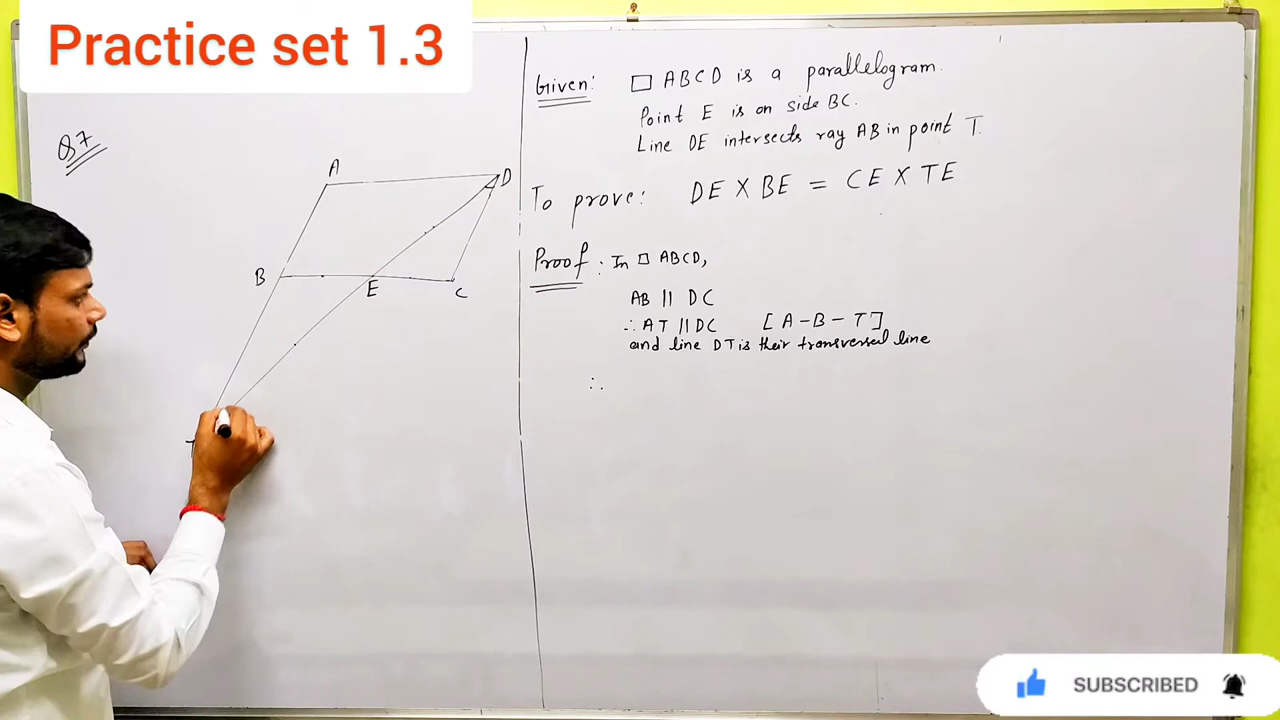 Practice set 1.3
Q7
A
D
B
E
C
T
Given: □ ABCD is a parallelogram.
Point E is on side BC.
Line DE intersects ray AB in point T.
To prove: DE X BE = CE X TE
Proof: In □ ABCD,
AB || DC
∴ AT || DC [A-B-T]
and line DT is their transversal line
∴
SUBSCRIBED